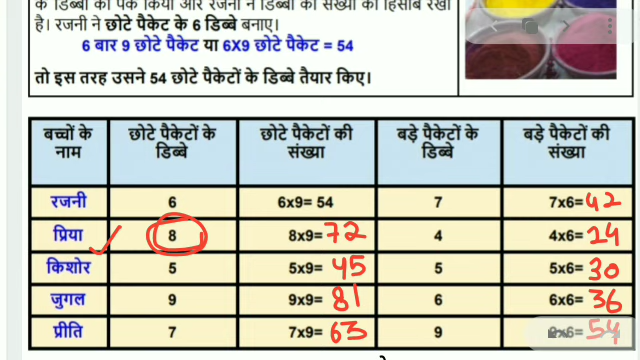 के डिब्बों को पैक किया और रजनी ने डिब्बों की संख्या का हिसाब रखा
है। रजनी ने छोटे पैकेट के 6 डिब्बे बनाए।
6 बार 9 छोटे पैकेट या 6X9 छोटे पैकेट = 54
तो इस तरह उसने 54 छोटे पैकेटों के डिब्बे तैयार किए।
बच्चों के नाम छोटे पैकेटों के डिब्बे छोटे पैकेटों की संख्या बड़े पैकेटों के डिब्बे बड़े पैकेटों की संख्या
रजनी 6 6x9= 54 7 7x6= 42
प्रिया 8 8x9= 72 4 4x6= 24
किशोर 5 5x9= 45 5 5x6= 30
जुगल 9 9x9= 81 6 6x6= 36
प्रीति 7 7x9= 63 9 9x6= 54